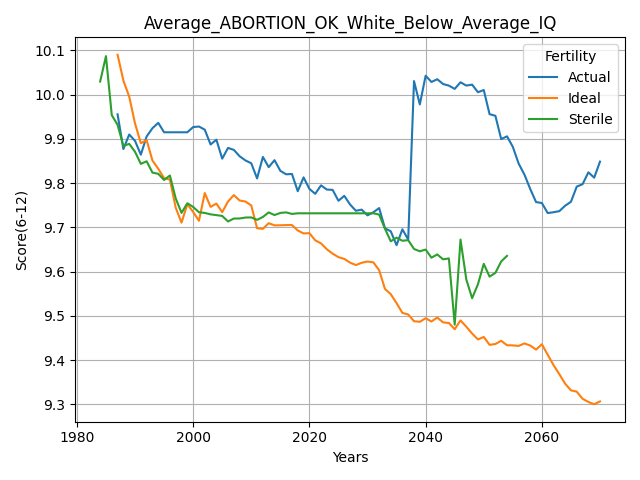 Average_ABORTION_OK_White_Below_Average_IQ
Fertility
Actual
Ideal
Sterile
Score(6-12)
10.1
10.0
9.9
9.8
9.7
9.6
9.5
9.4
9.3
1980 2000 2020 2040 2060
Years